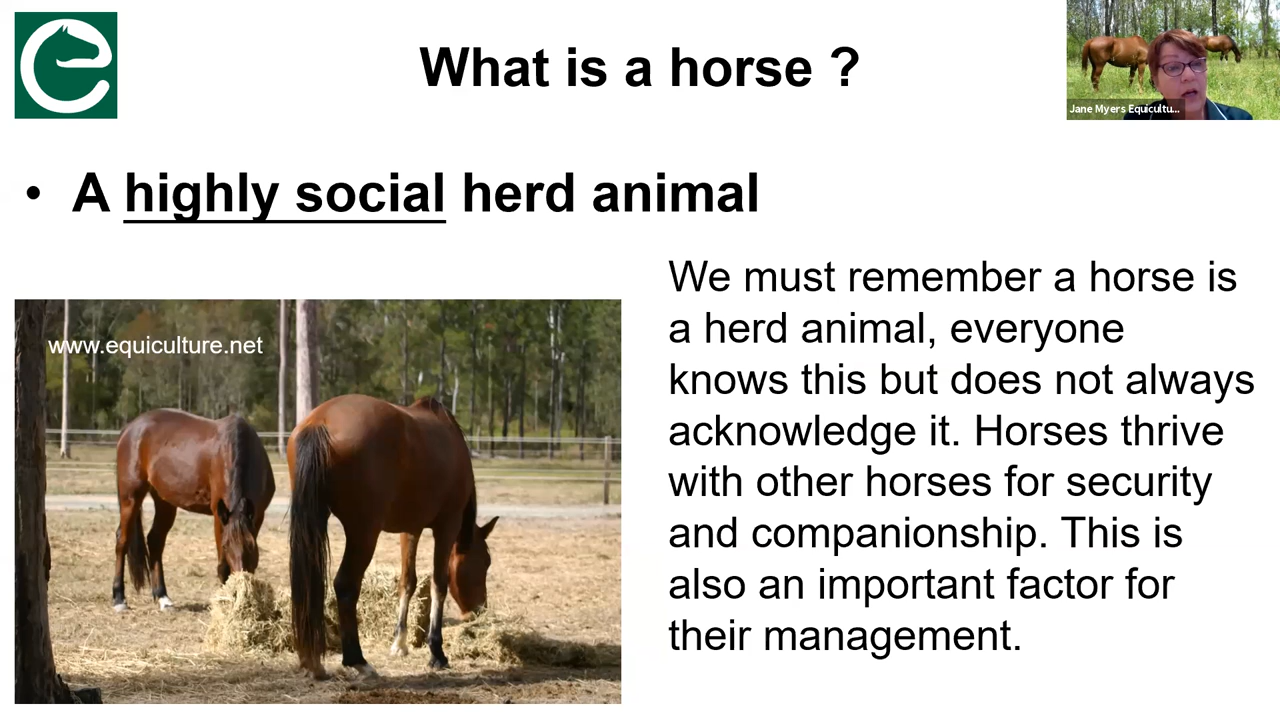 What is a horse ?
Jane Myers Equicultu...
• A highly social herd animal
www.equiculture.net
We must remember a horse is
a herd animal, everyone
knows this but does not always
acknowledge it. Horses thrive
with other horses for security
and companionship. This is
also an important factor for
their management.